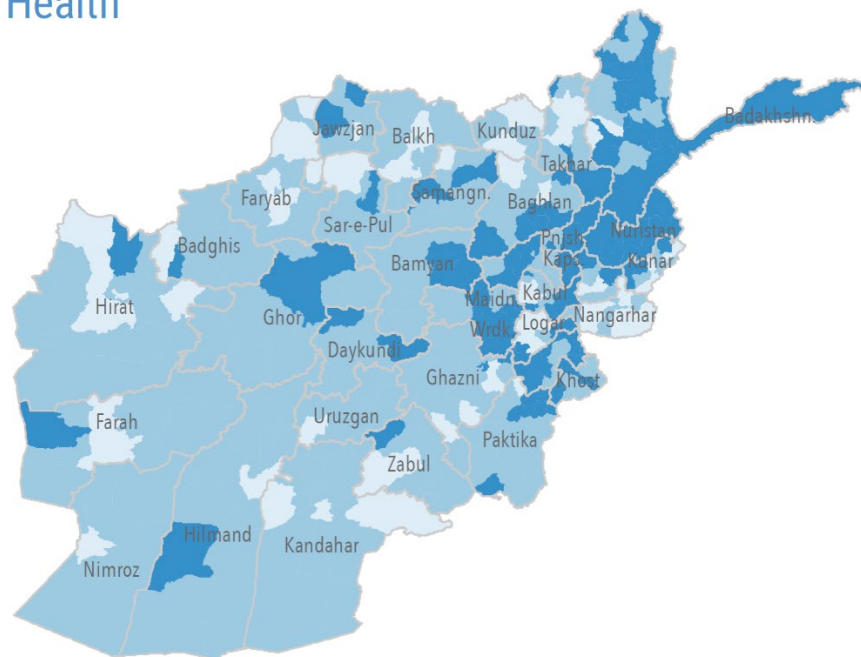 Health
Badakhshn.
Jawzjan
Balkh
Kunduz
Takhar
Faryab
Samangn.
Baghlan
Sar-e-Pul
Badghis
Pnjsh.
Nuristan
Bamyan
Kaps.
Kunar
Hirat
Ghor
Maidn.
Wrdk.
Kabul
Logar
Nangarhar
Daykundi
Ghazni
Khost
Farah
Uruzgan
Paktika
Zabul
Hilmand
Kandahar
Nimroz